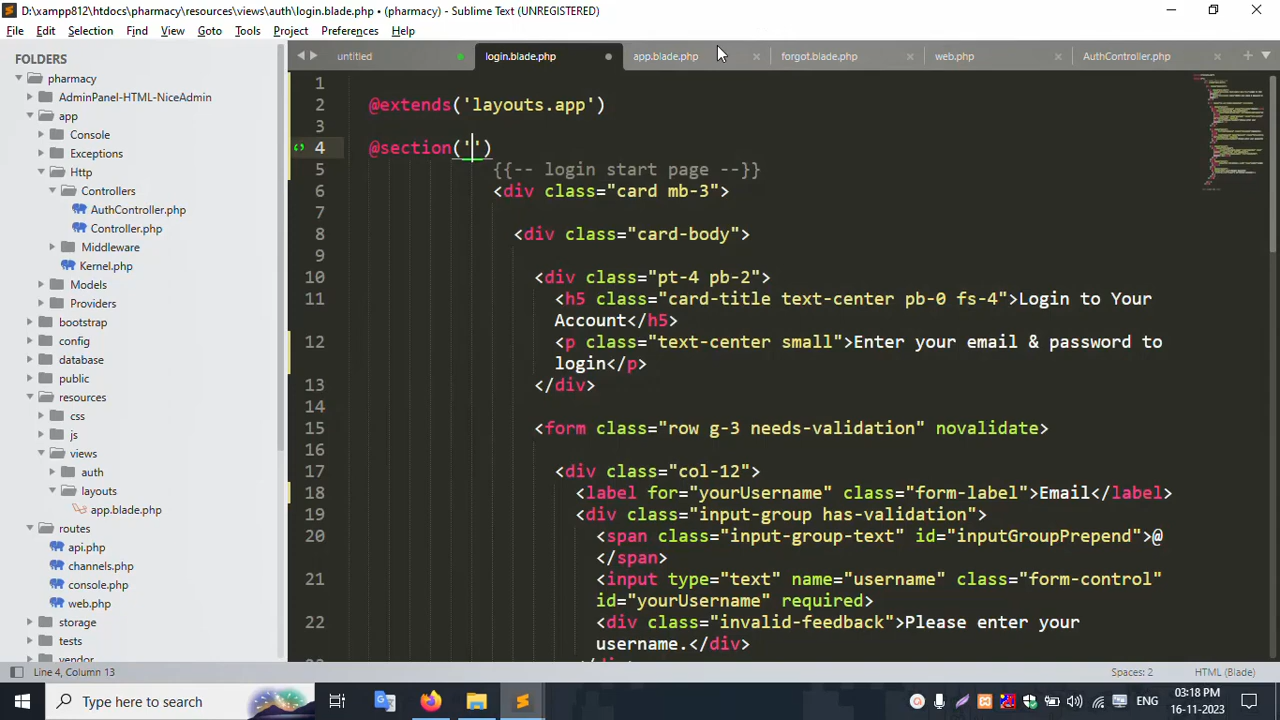 D:\xampp812\htdocs\pharmacy\resources\views\auth\login.blade.php • (pharmacy) - Sublime Text (UNREGISTERED)
File Edit Selection Find View Goto Tools Project Preferences Help
FOLDERS
pharmacy
AdminPanel-HTML-NiceAdmin
app
Console
Exceptions
Http
Controllers
AuthController.php
Controller.php
Middleware
Kernel.php
Models
Providers
bootstrap
config
database
public
resources
css
js
views
auth
layouts
app.blade.php
routes
api.php
channels.php
console.php
web.php
storage
tests
vendor
untitled login.blade.php app.blade.php forgot.blade.php web.php AuthController.php
1
2 @extends('layouts.app')
3
4 @section('')
5 {{-- login start page --}}
6 <div class="card mb-3">
7
8 <div class="card-body">
9
10 <div class="pt-4 pb-2">
11 <h5 class="card-title text-center pb-0 fs-4">Login to Your
Account</h5>
12 <p class="text-center small">Enter your email & password to
login</p>
13 </div>
14
15 <form class="row g-3 needs-validation" novalidate>
16
17 <div class="col-12">
18 <label for="yourUsername" class="form-label">Email</label>
19 <div class="input-group has-validation">
20 <span class="input-group-text" id="inputGroupPrepend">@
</span>
21 <input type="text" name="username" class="form-control"
id="yourUsername" required>
22 <div class="invalid-feedback">Please enter your
username.</div>
Line 4, Column 13 Spaces: 2 HTML (Blade)
Type here to search
ENG
03:18 PM
16-11-2023